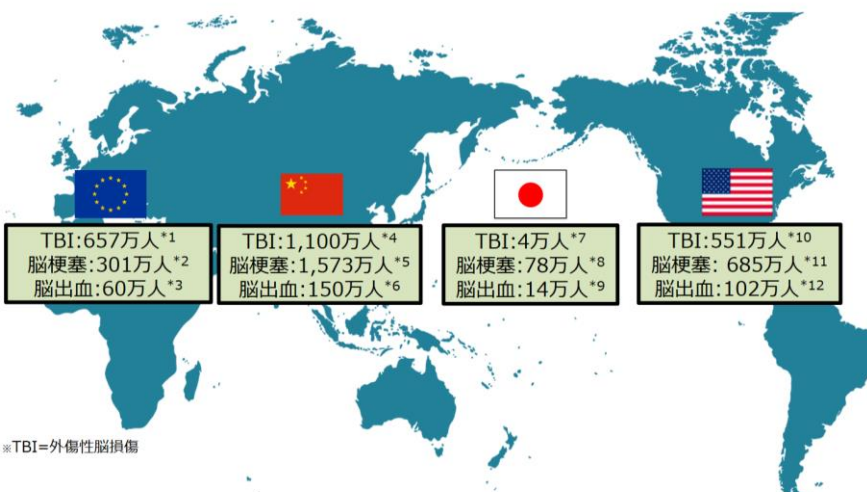 TBI:657万人*1
脳梗塞:301万人*2
脳出血:60万人*3
TBI:1,100万人*4
脳梗塞:1,573万人*5
脳出血:150万人*6
TBI:4万人*7
脳梗塞:78万人*8
脳出血:14万人*9
TBI:551万人*10
脳梗塞: 685万人*11
脳出血:102万人*12
※TBI=外傷性脳損傷